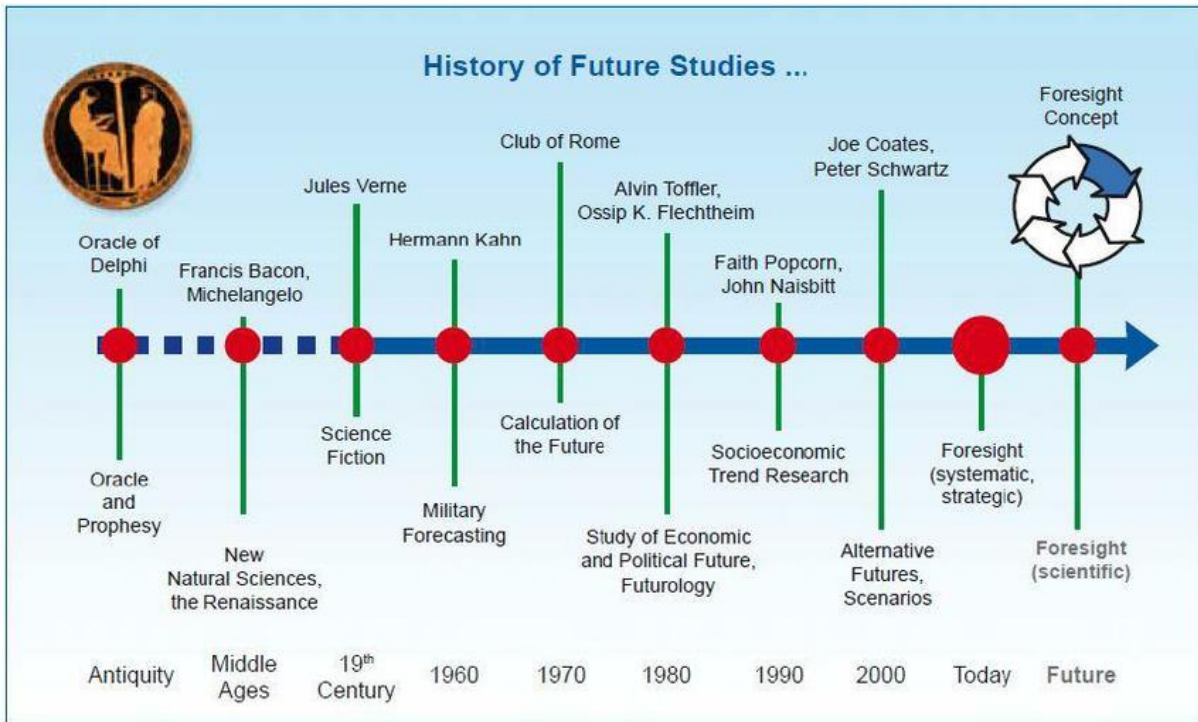 History of Future Studies ...
Oracle of
Delphi
Francis Bacon,
Michelangelo
Jules Verne
Hermann Kahn
Club of Rome
Alvin Toffler,
Ossip K. Flechtheim
Faith Popcorn,
John Naisbitt
Joe Coates,
Peter Schwartz
Foresight
Concept
Oracle
and
Prophesy
New
Natural Sciences,
the Renaissance
Science
Fiction
Military
Forecasting
Calculation of
the Future
Study of Economic
and Political Future,
Futurology
Socioeconomic
Trend Research
Alternative
Futures,
Scenarios
Foresight
(systematic,
strategic)
Foresight
(scientific)
Antiquity
Middle
Ages
19th
Century
1960
1970
1980
1990
2000
Today
Future